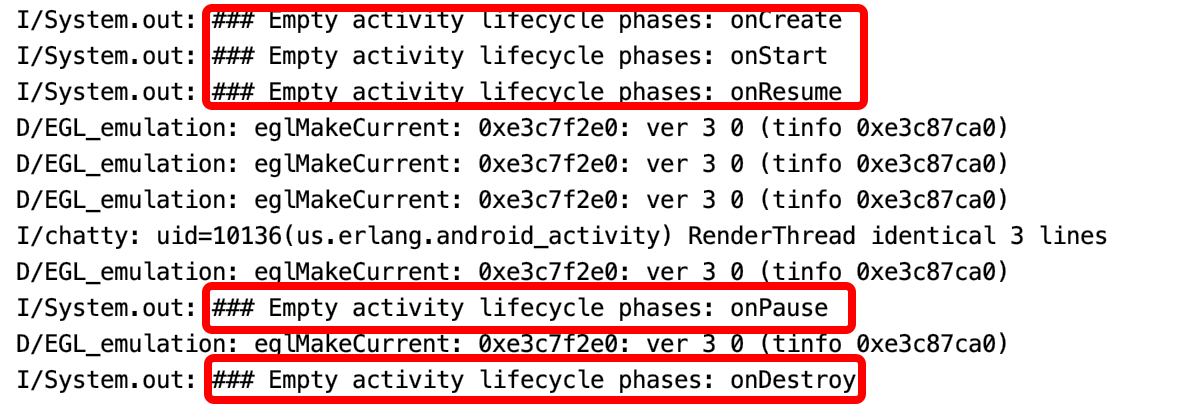 I/System.out: ### Empty activity lifecycle phases: onCreate
I/System.out: ### Empty activity lifecycle phases: onStart
I/System.out: ### Empty activity lifecycle phases: onResume
D/EGL_emulation: eglMakeCurrent: 0xe3c7f2e0: ver 3 0 (tinfo 0xe3c87ca0)
D/EGL_emulation: eglMakeCurrent: 0xe3c7f2e0: ver 3 0 (tinfo 0xe3c87ca0)
D/EGL_emulation: eglMakeCurrent: 0xe3c7f2e0: ver 3 0 (tinfo 0xe3c87ca0)
I/chatty: uid=10136(us.erlang.android_activity) RenderThread identical 3 lines
D/EGL_emulation: eglMakeCurrent: 0xe3c7f2e0: ver 3 0 (tinfo 0xe3c87ca0)
I/System.out: ### Empty activity lifecycle phases: onPause
D/EGL_emulation: eglMakeCurrent: 0xe3c7f2e0: ver 3 0 (tinfo 0xe3c87ca0)
I/System.out: ### Empty activity lifecycle phases: onDestroy